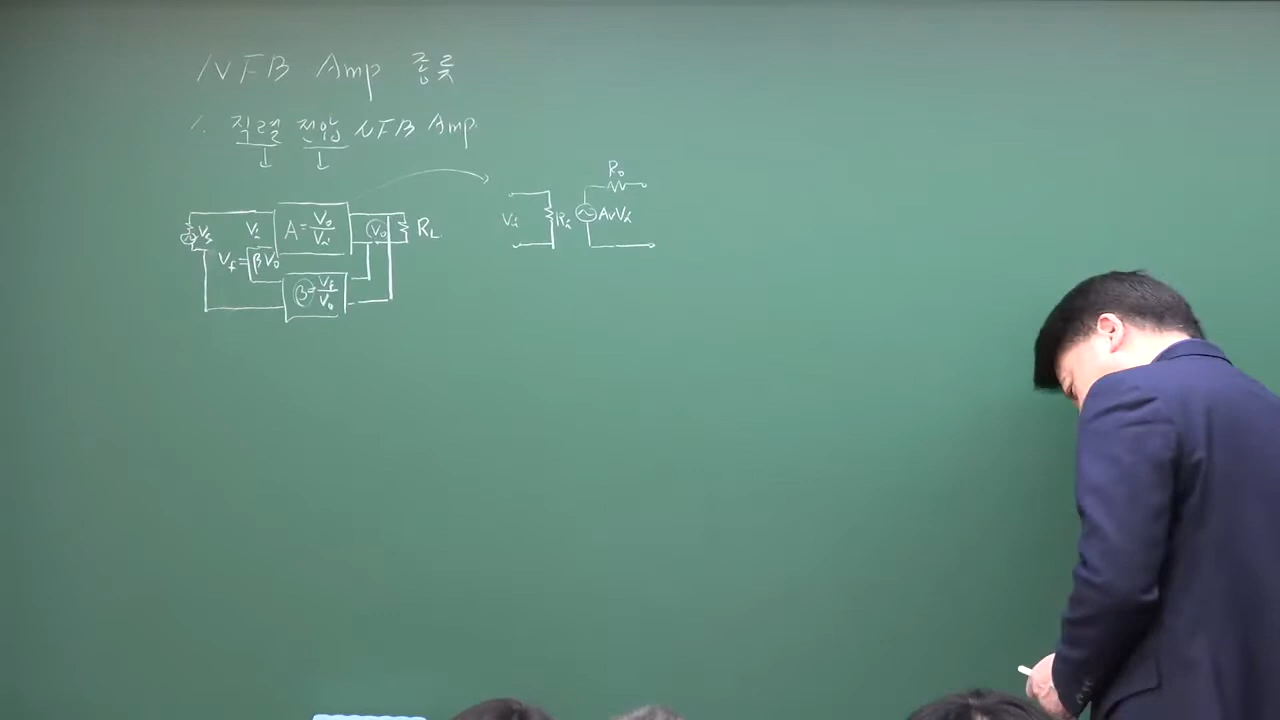 NFB Amp 종류
1. 직렬 전압 NFB Amp
Vs Vi A = Vo/Vi Vo RL
Vf = βVo
β = Vf/Vo
Vi Ri AvVi Ro